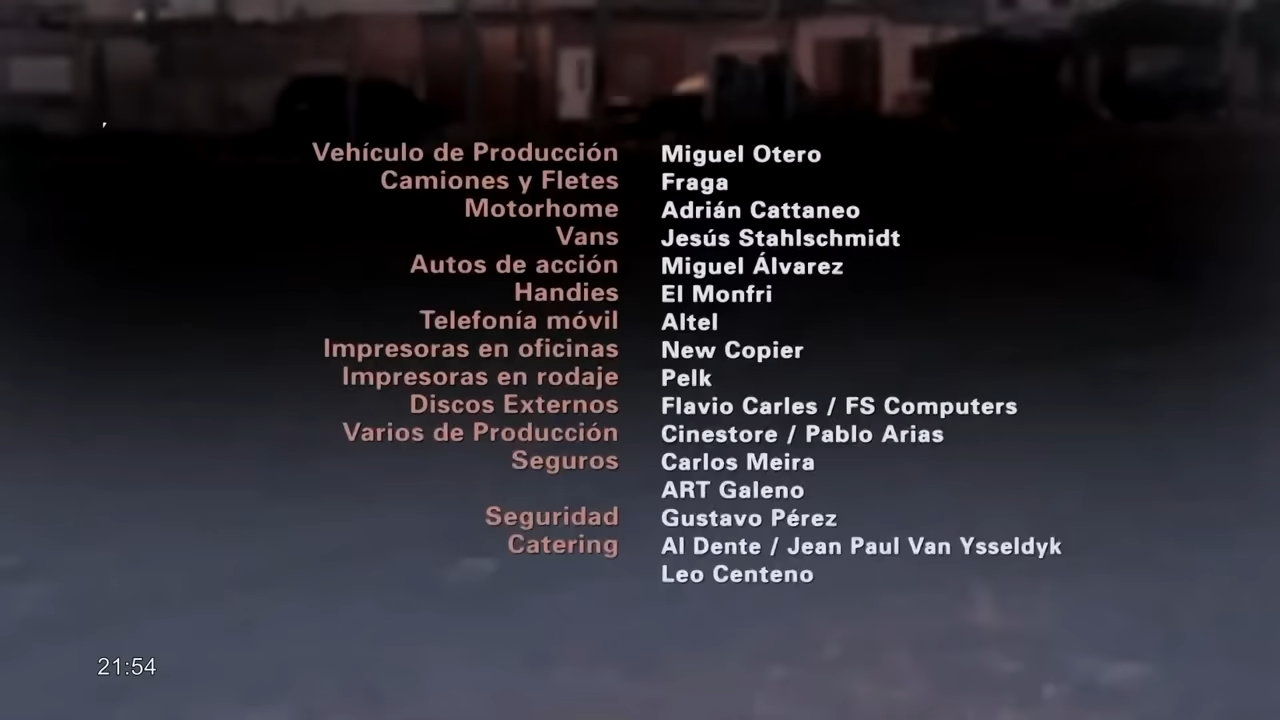 Vehículo de Producción Miguel Otero
Camiones y Fletes Fraga
Motorhome Adrián Cattaneo
Vans Jesús Stahlschmidt
Autos de acción Miguel Álvarez
Handies El Monfri
Telefonía móvil Altel
Impresoras en oficinas New Copier
Impresoras en rodaje Pelk
Discos Externos Flavio Carles / FS Computers
Varios de Producción Cinestore / Pablo Arias
Seguros Carlos Meira
ART Galeno
Seguridad Gustavo Pérez
Catering Al Dente / Jean Paul Van Ysseldyk
Leo Centeno
21:54